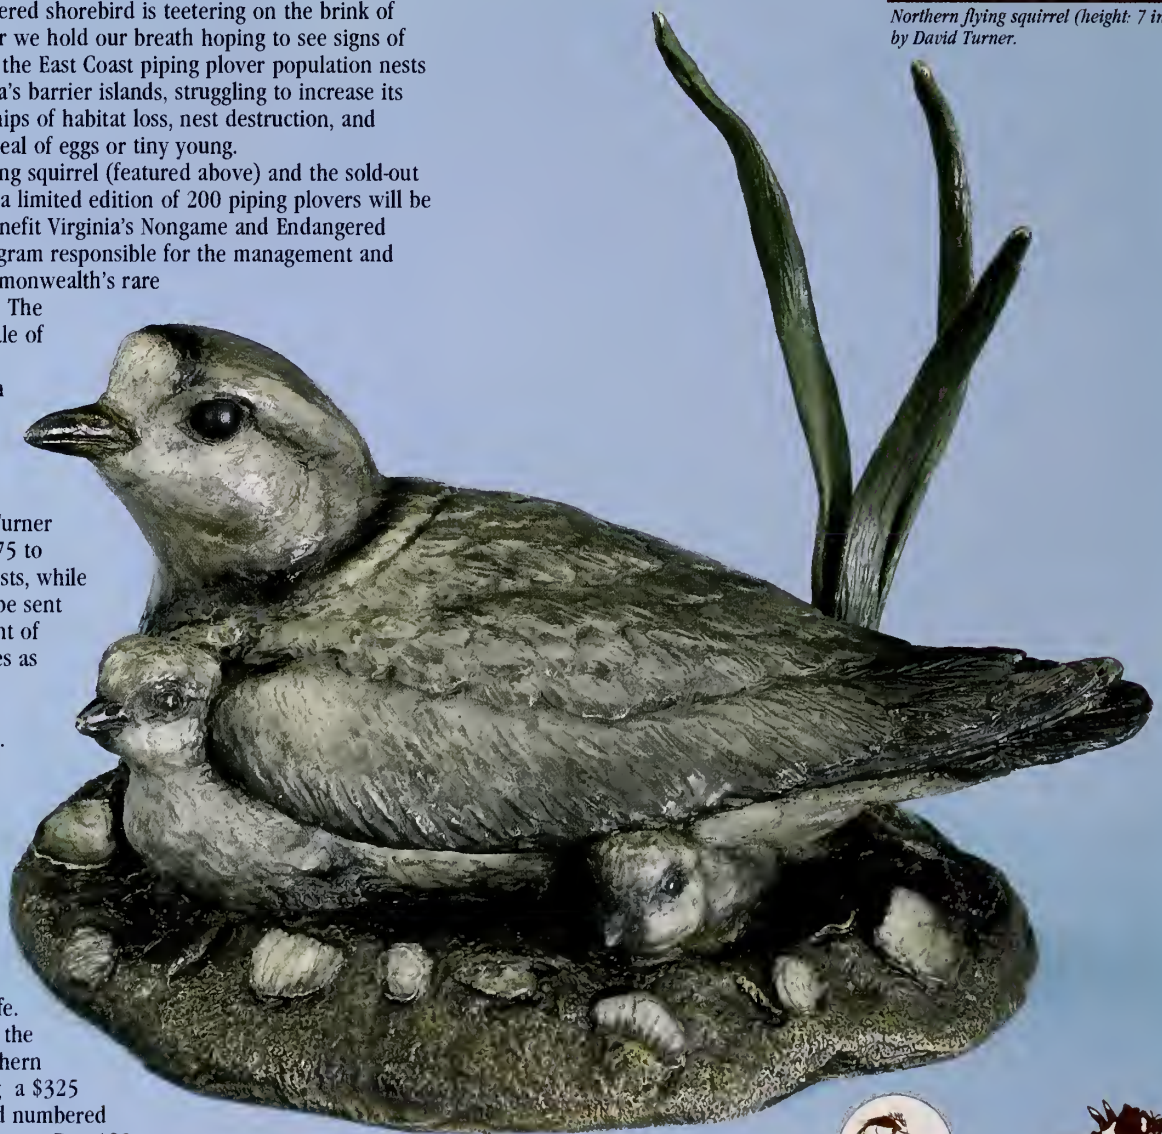 ered shorebird is teetering on the brink of
r we hold our breath hoping to see signs of
the East Coast piping plover population nests
a's barrier islands, struggling to increase its
hips of habitat loss, nest destruction, and
eal of eggs or tiny young.
ng squirrel (featured above) and the sold-out
a limited edition of 200 piping plovers will be
nefit Virginia's Nongame and Endangered
gram responsible for the management and
monwealth's rare
The
le of
Turner
75 to
sts, while
be sent
nt of
es as
fe.
the
hern
a $325
d numbered
Northern flying squirrel (height: 7 in
by David Turner.